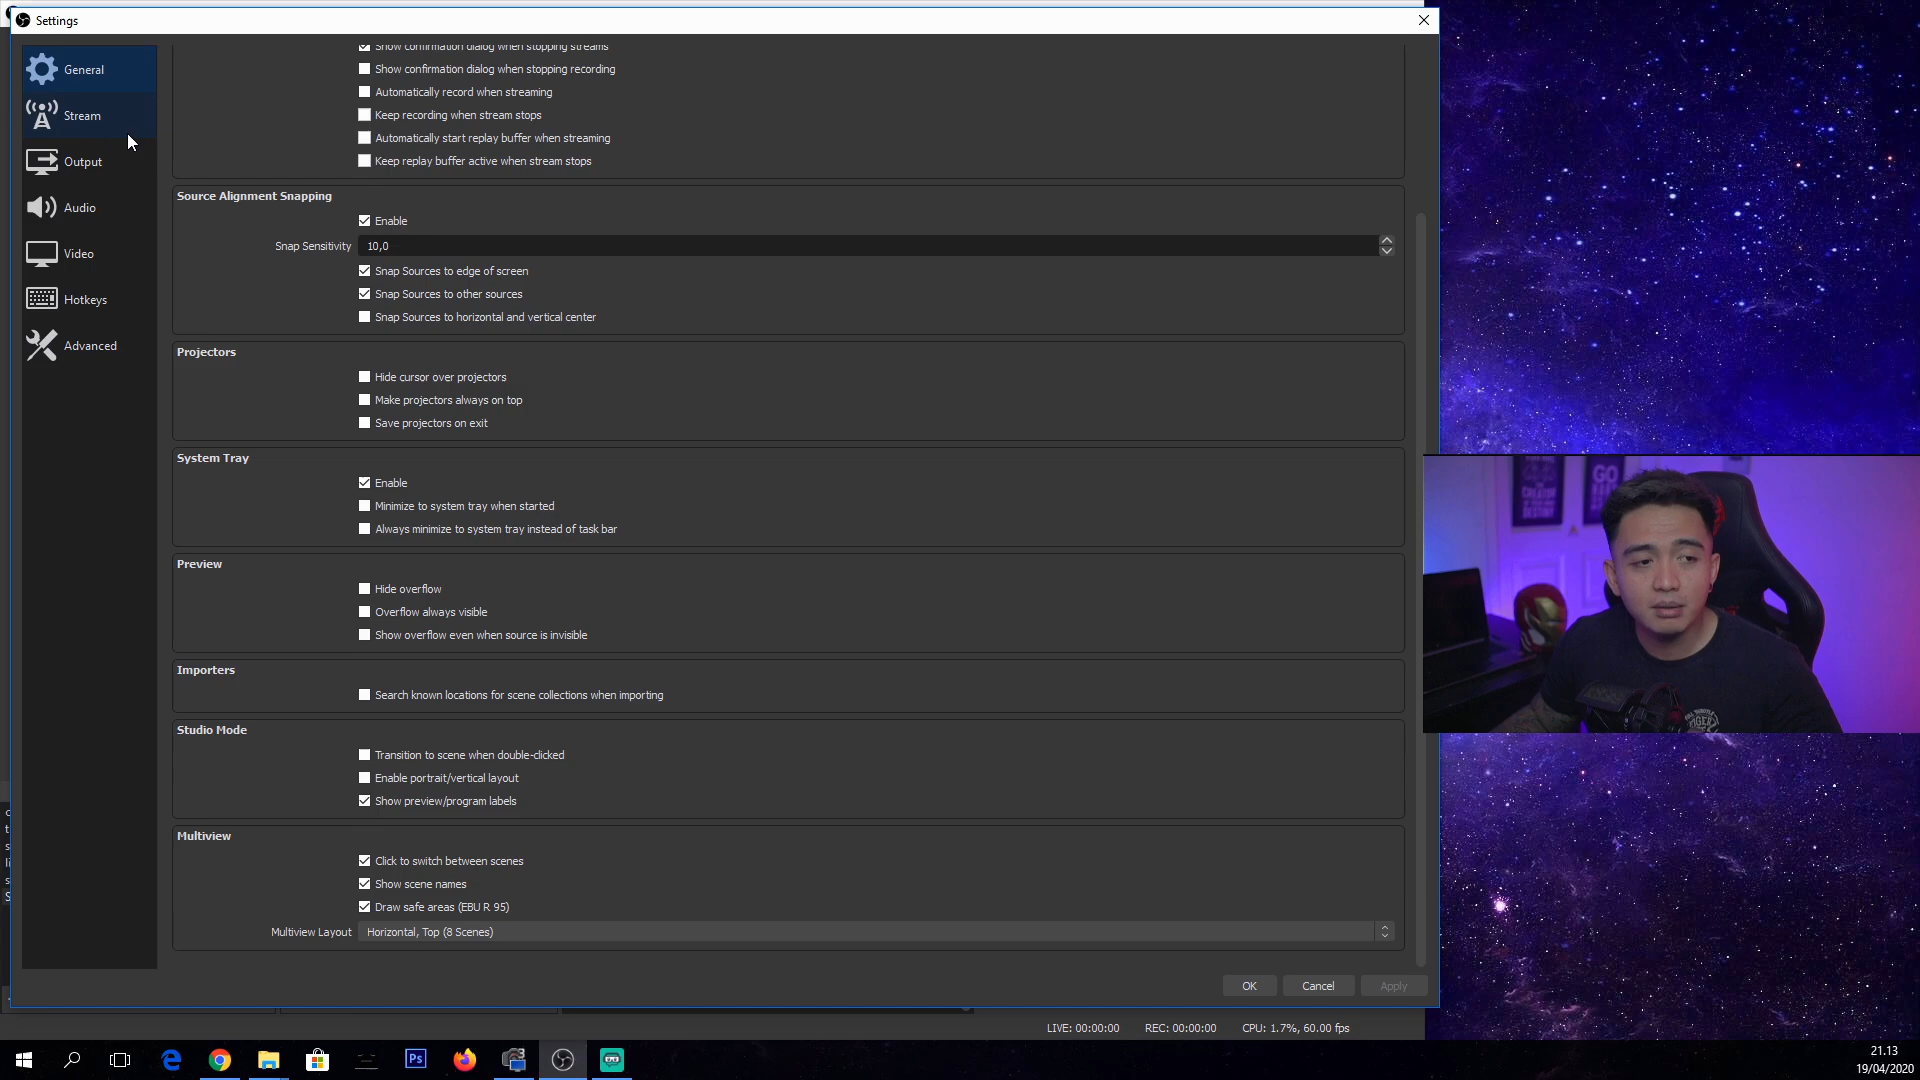 Settings
General
Stream
Output
Audio
Video
Hotkeys
Advanced
Show confirmation dialog when stopping streams
Show confirmation dialog when stopping recording
Automatically record when streaming
Keep recording when stream stops
Automatically start replay buffer when streaming
Keep replay buffer active when stream stops
Source Alignment Snapping
Enable
Snap Sensitivity 10,0
Snap Sources to edge of screen
Snap Sources to other sources
Snap Sources to horizontal and vertical center
Projectors
Hide cursor over projectors
Make projectors always on top
Save projectors on exit
System Tray
Enable
Minimize to system tray when started
Always minimize to system tray instead of task bar
Preview
Hide overflow
Overflow always visible
Show overflow even when source is invisible
Importers
Search known locations for scene collections when importing
Studio Mode
Transition to scene when double-clicked
Enable portrait/vertical layout
Show preview/program labels
Multiview
Click to switch between scenes
Show scene names
Draw safe areas (EBU R 95)
Multiview Layout Horizontal, Top (8 Scenes)
OK Cancel Apply
LIVE: 00:00:00 REC: 00:00:00 CPU: 1.7%, 60.00 fps
Ps
21.13
19/04/2020
GO